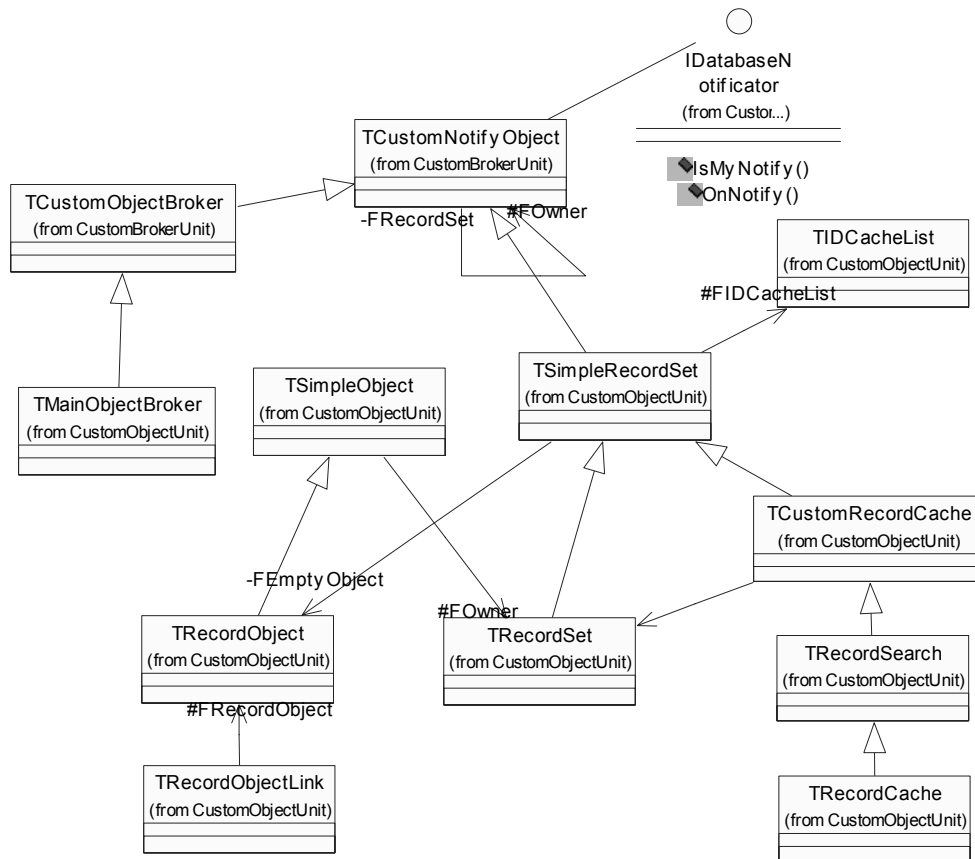 IDatabaseN
otificator
(from Custor...)
IsMyNotify()
OnNotify()
TCustomNotifyObject
(from CustomBrokerUnit)
-FRecordSet
#FOwner
TCustomObjectBroker
(from CustomBrokerUnit)
TIDCacheList
(from CustomObjectUnit)
#FIDCacheList
TMainObjectBroker
(from CustomObjectUnit)
TSimpleObject
(from CustomObjectUnit)
TSimpleRecordSet
(from CustomObjectUnit)
TCustomRecordCache
(from CustomObjectUnit)
-FEmptyObject
#FOwner
TRecordObject
(from CustomObjectUnit)
TRecordSet
(from CustomObjectUnit)
TRecordSearch
(from CustomObjectUnit)
#FRecordObject
TRecordObjectLink
(from CustomObjectUnit)
TRecordCache
(from CustomObjectUnit)